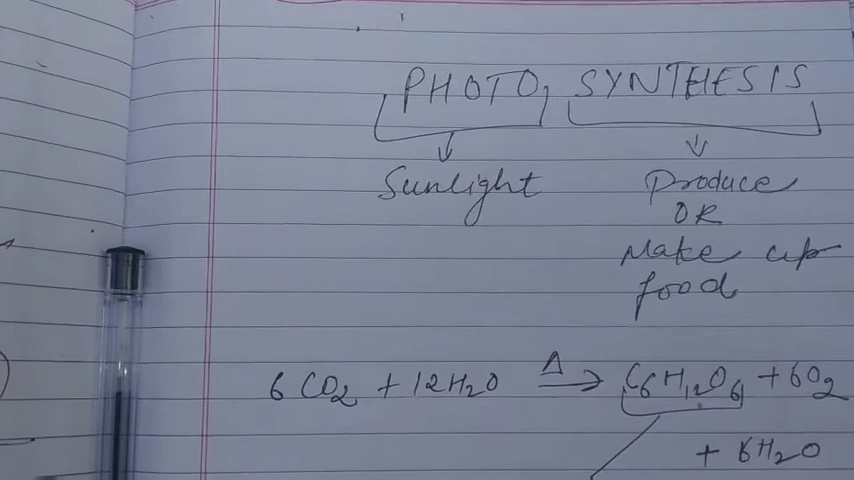 PHOTO SYNTHESIS
Sunlight Produce
OR
Make up
food
6 CO2 + 12H2O Δ→ C6H12O6 + 6O2
+ 6H2O